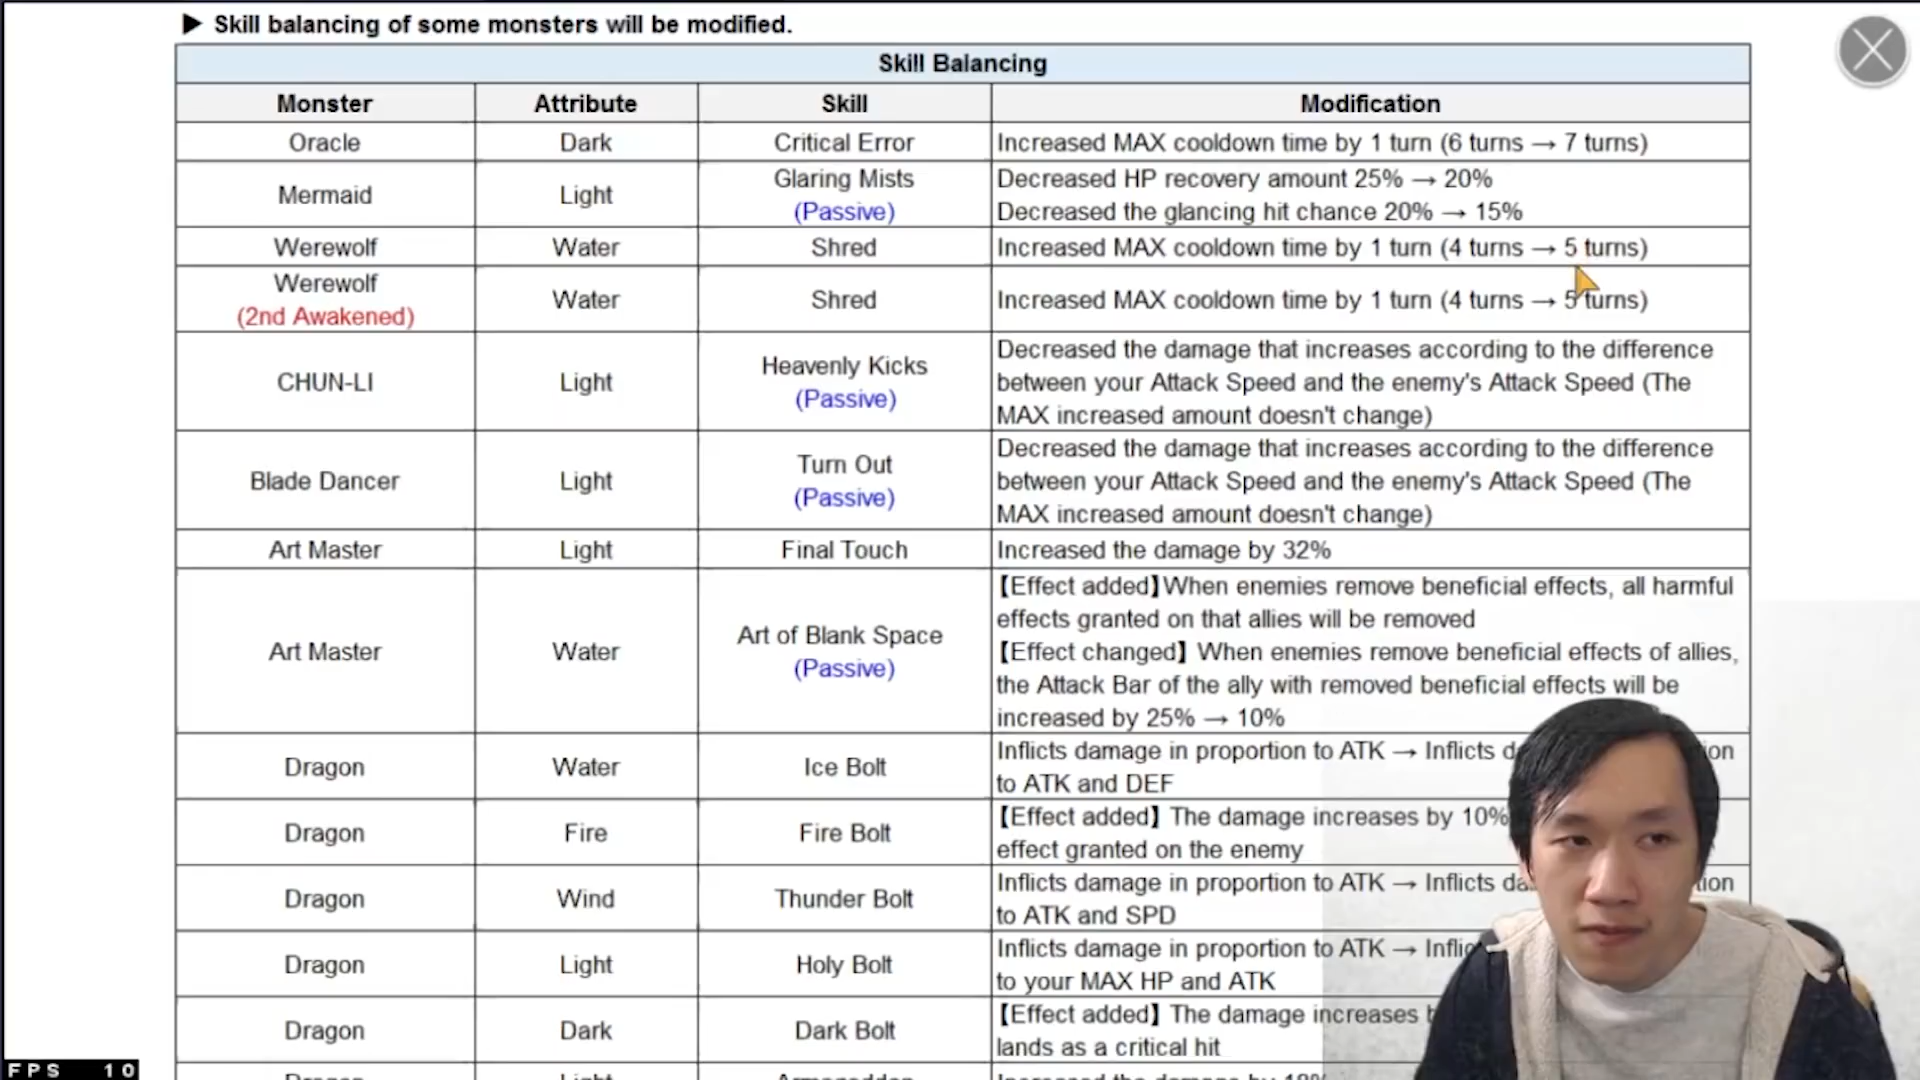 ▶ Skill balancing of some monsters will be modified.
Skill Balancing
Monster Attribute Skill Modification
Oracle Dark Critical Error Increased MAX cooldown time by 1 turn (6 turns → 7 turns)
Mermaid Light Glaring Mists (Passive) Decreased HP recovery amount 25% → 20%
Decreased the glancing hit chance 20% → 15%
Werewolf Water Shred Increased MAX cooldown time by 1 turn (4 turns → 5 turns)
Werewolf (2nd Awakened) Water Shred Increased MAX cooldown time by 1 turn (4 turns → 5 turns)
CHUN-LI Light Heavenly Kicks (Passive) Decreased the damage that increases according to the difference
between your Attack Speed and the enemy's Attack Speed (The
MAX increased amount doesn't change)
Blade Dancer Light Turn Out (Passive) Decreased the damage that increases according to the difference
between your Attack Speed and the enemy's Attack Speed (The
MAX increased amount doesn't change)
Art Master Light Final Touch Increased the damage by 32%
Art Master Water Art of Blank Space (Passive) 【Effect added】When enemies remove beneficial effects, all harmful
effects granted on that allies will be removed
【Effect changed】 When enemies remove beneficial effects of allies,
the Attack Bar of the ally with removed beneficial effects will be
increased by 25% → 10%
Dragon Water Ice Bolt Inflicts damage in proportion to ATK → Inflicts
to ATK and DEF
Dragon Fire Fire Bolt 【Effect added】 The damage increases by 10%
effect granted on the enemy
Dragon Wind Thunder Bolt Inflicts damage in proportion to ATK → Inflicts
to ATK and SPD
Dragon Light Holy Bolt Inflicts damage in proportion to ATK →
to your MAX HP and ATK
Dragon Dark Dark Bolt 【Effect added】 The damage increases
lands as a critical hit
FPS 10